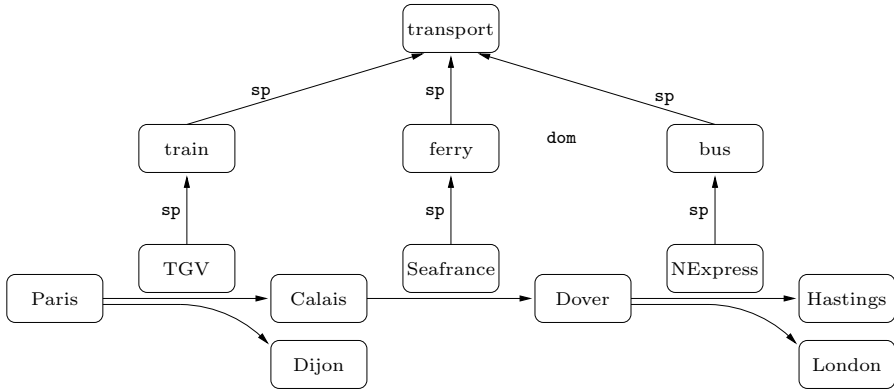 transport
sp
sp
sp
train
ferry
dom
bus
sp
sp
sp
TGV
Seafrance
NExpress
Paris
Calais
Dover
Hastings
Dijon
London